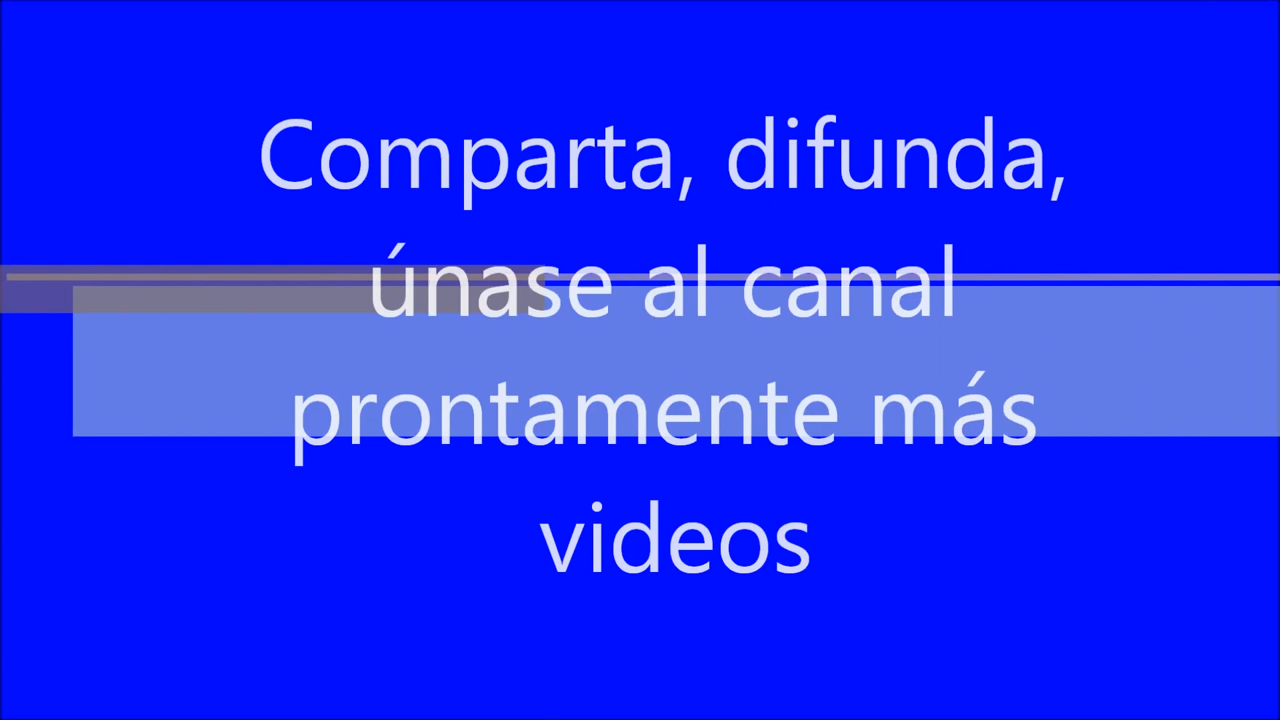 Comparta, difunda,
únase al canal
prontamente más
videos